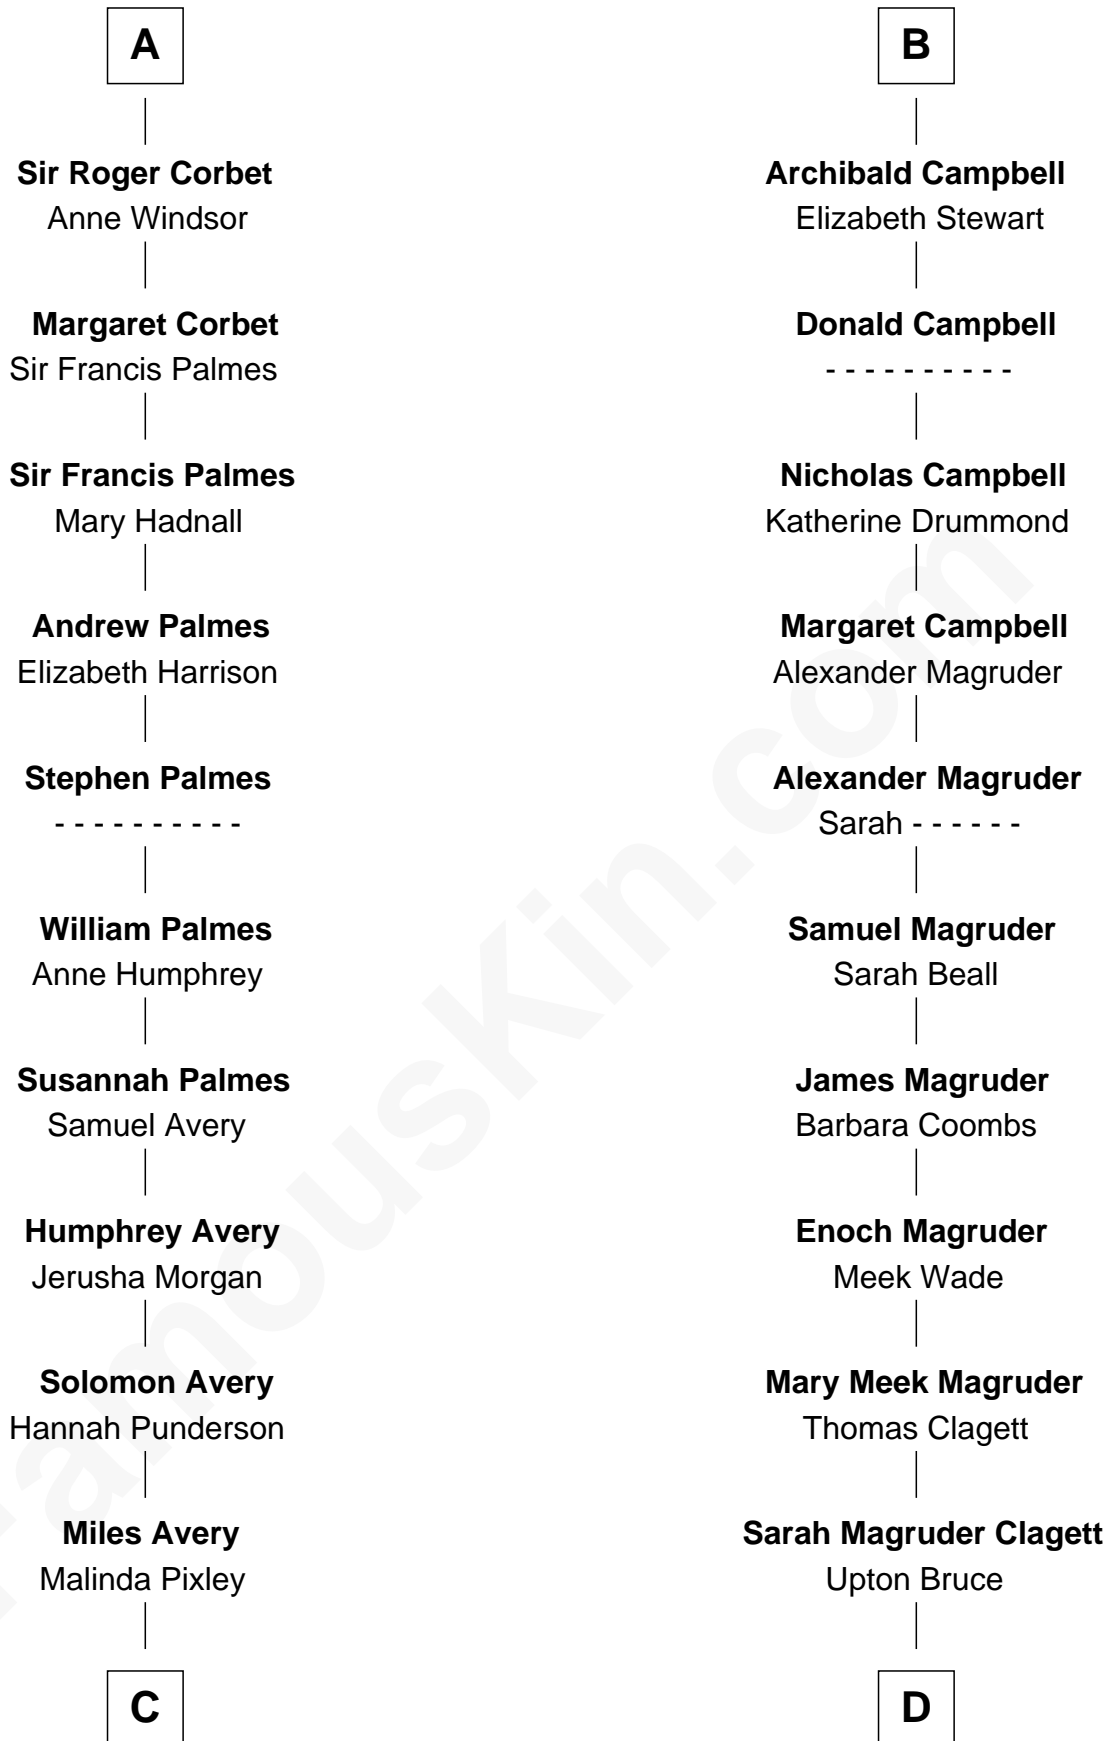 A
Sir Roger Corbet
Anne Windsor
Margaret Corbet
Sir Francis Palmes
Sir Francis Palmes
Mary Hadnall
Andrew Palmes
Elizabeth Harrison
Stephen Palmes
- - - - - - - - - -
William Palmes
Anne Humphrey
Susannah Palmes
Samuel Avery
Humphrey Avery
Jerusha Morgan
Solomon Avery
Hannah Punderson
Miles Avery
Malinda Pixley
C
B
Archibald Campbell
Elizabeth Stewart
Donald Campbell
- - - - - - - - - -
Nicholas Campbell
Katherine Drummond
Margaret Campbell
Alexander Magruder
Alexander Magruder
Sarah - - - - - -
Samuel Magruder
Sarah Beall
James Magruder
Barbara Coombs
Enoch Magruder
Meek Wade
Mary Meek Magruder
Thomas Clagett
Sarah Magruder Clagett
Upton Bruce
D
FamousKin.com